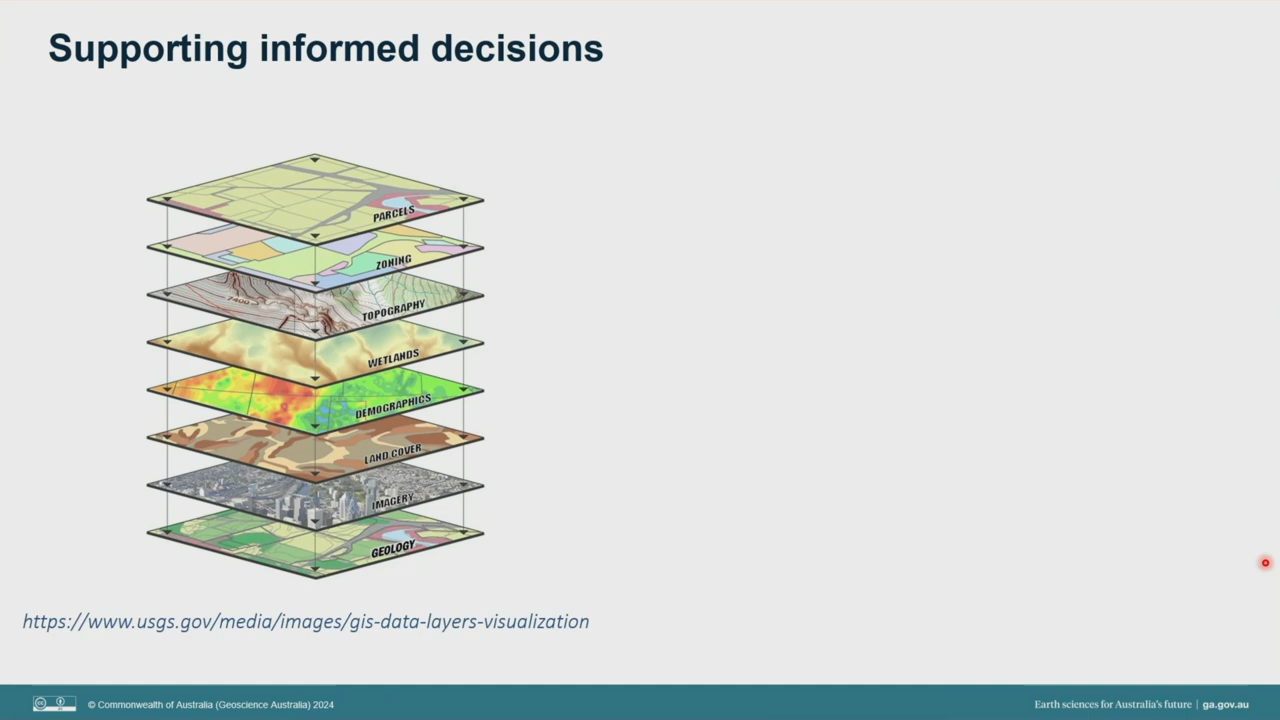 Supporting informed decisions
PARCELS
ZONING
7400
TOPOGRAPHY
WETLANDS
DEMOGRAPHICS
LAND COVER
IMAGERY
GEOLOGY
https://www.usgs.gov/media/images/gis-data-layers-visualization
© Commonwealth of Australia (Geoscience Australia) 2024
Earth sciences for Australia's future | ga.gov.au